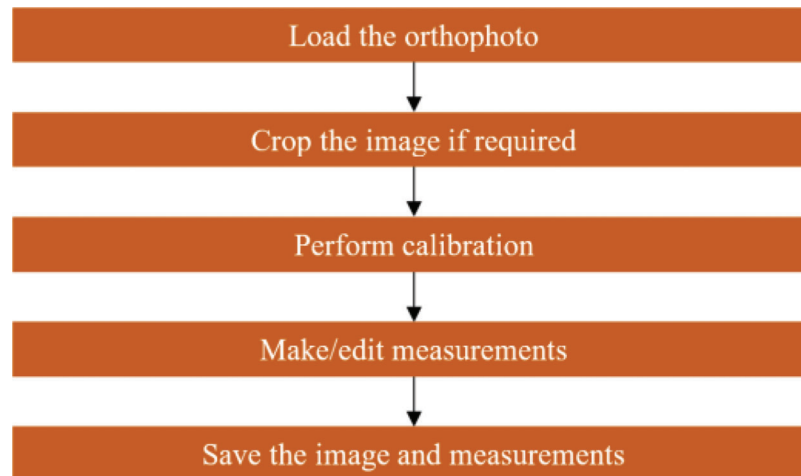 Load the orthophoto
Crop the image if required
Perform calibration
Make/edit measurements
Save the image and measurements